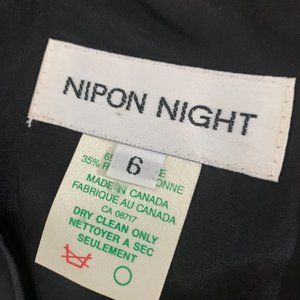 NIPON NIGHT
6
35%
MADE IN CANADA
FABRIQUE AU CANADA
CA 08717
DRY CLEAN ONLY
NETTOYER A SEC
SEULEMENT